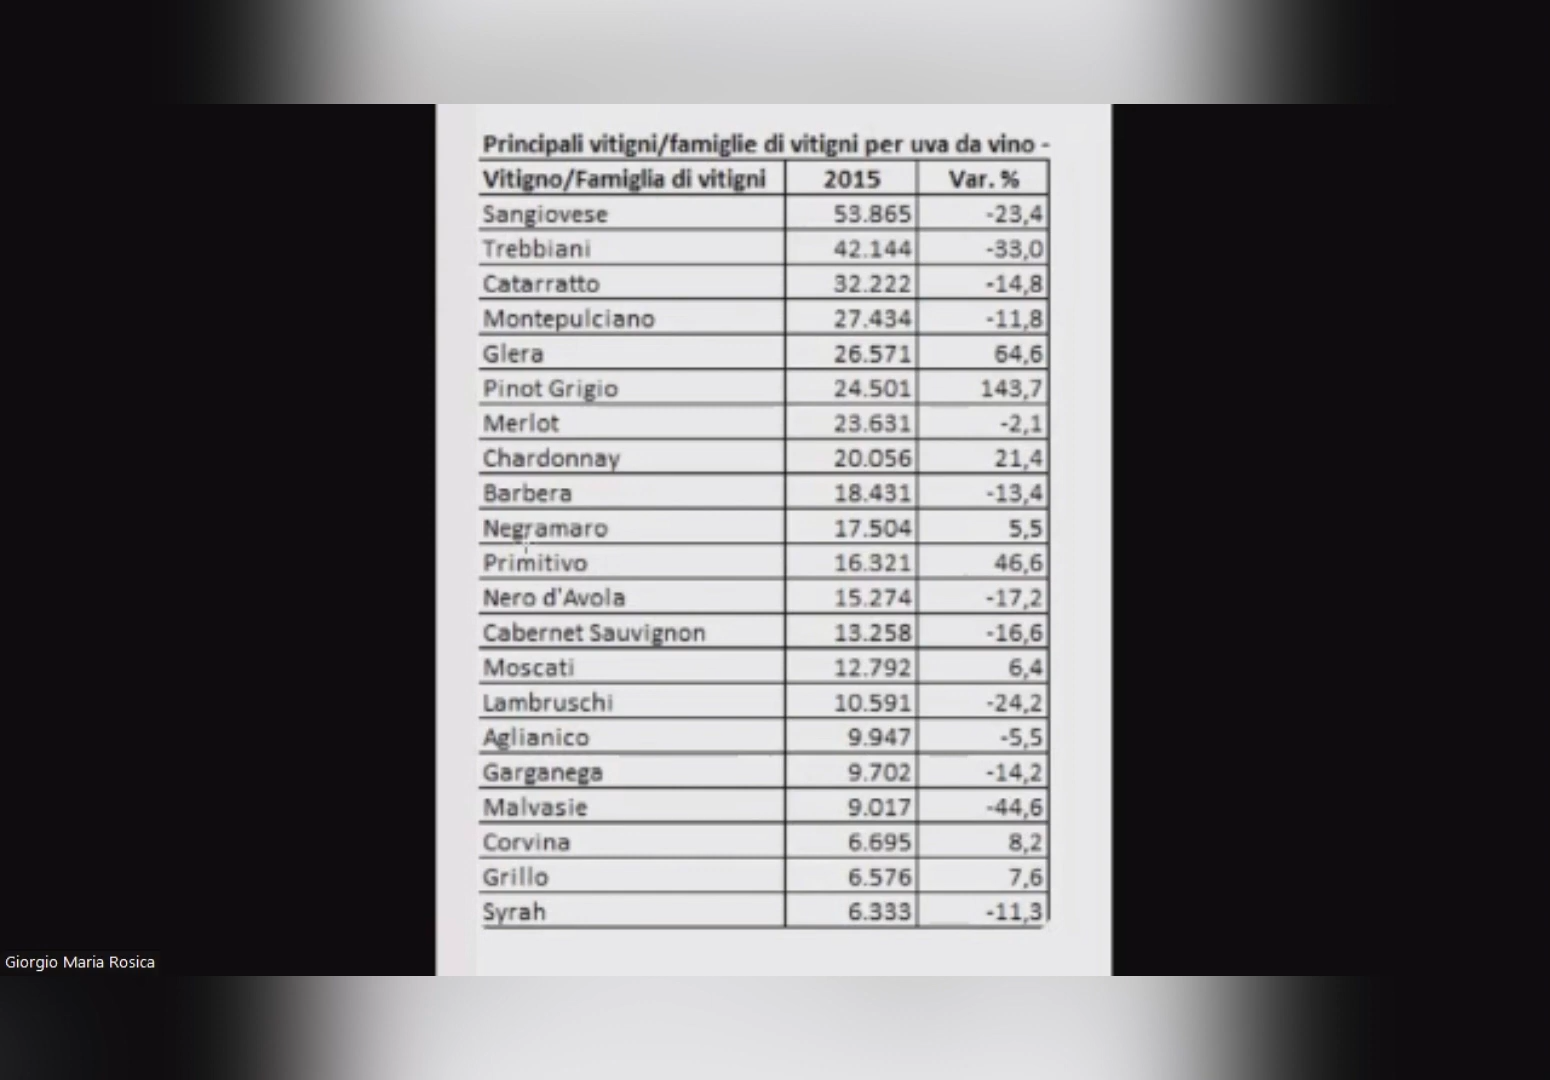 Principali vitigni/famiglie di vitigni per uva da vino -
Vitigno/Famiglia di vitigni 2015 Var. %
Sangiovese 53.865 -23,4
Trebbiani 42.144 -33,0
Catarratto 32.222 -14,8
Montepulciano 27.434 -11,8
Glera 26.571 64,6
Pinot Grigio 24.501 143,7
Merlot 23.631 -2,1
Chardonnay 20.056 21,4
Barbera 18.431 -13,4
Negramaro 17.504 5,5
Primitivo 16.321 46,6
Nero d'Avola 15.274 -17,2
Cabernet Sauvignon 13.258 -16,6
Moscati 12.792 6,4
Lambruschi 10.591 -24,2
Aglianico 9.947 -5,5
Garganega 9.702 -14,2
Malvasie 9.017 -44,6
Corvina 6.695 8,2
Grillo 6.576 7,6
Syrah 6.333 -11,3
Giorgio Maria Rosica